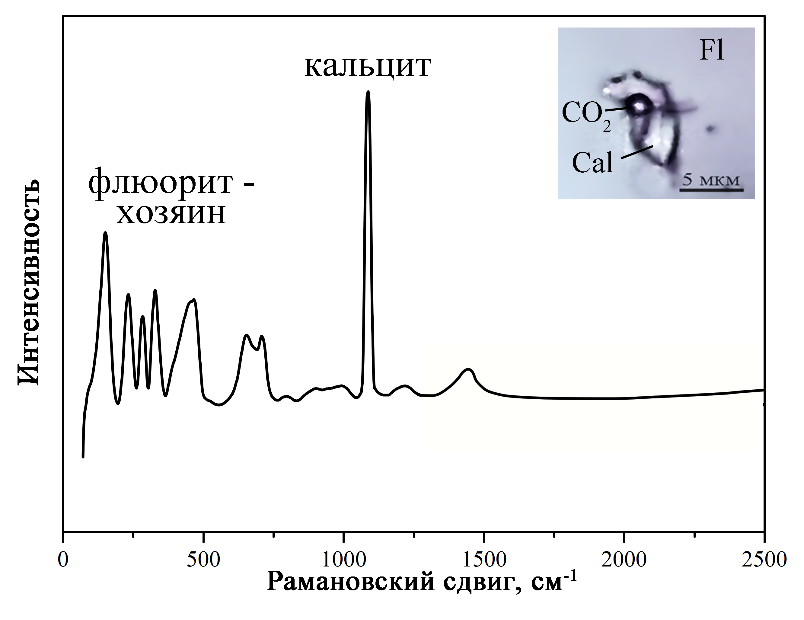 Fl
кальцит
CO₂
Cal
флюорит -
хозяин
5 мкм
Интенсивность
0 500 1000 1500 2000 2500
Рамановский сдвиг, см⁻¹